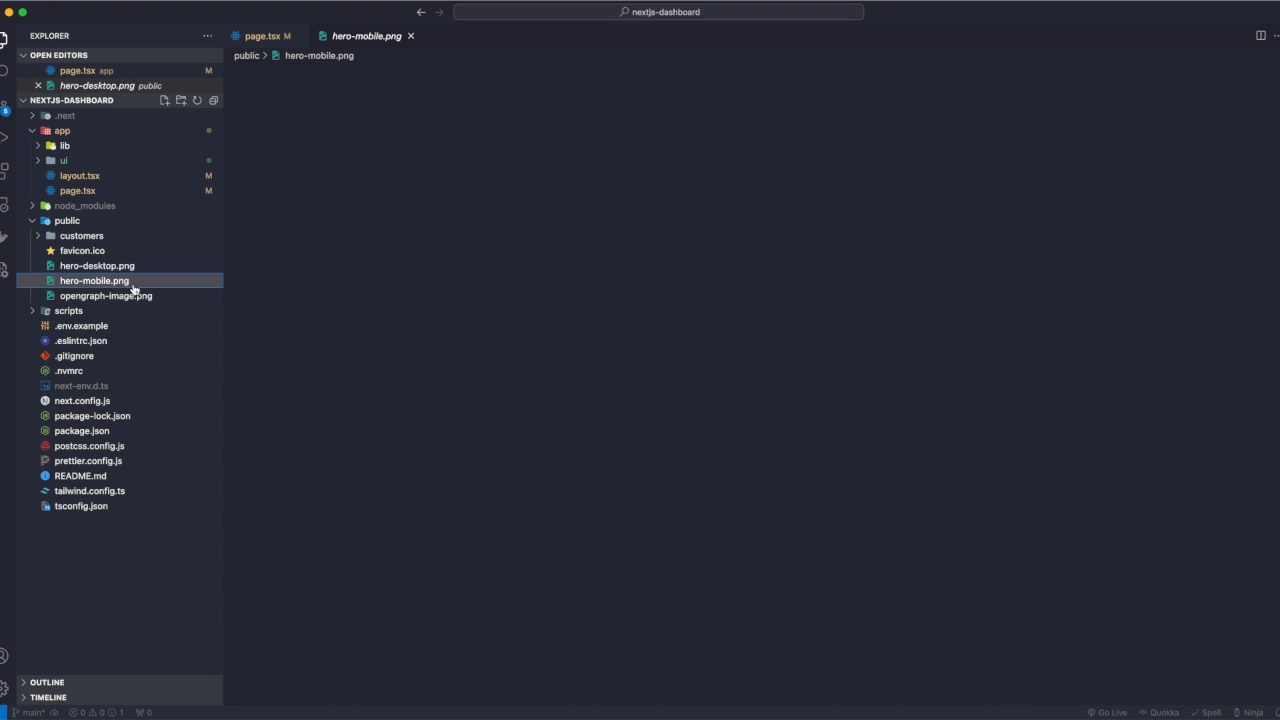 nextjs-dashboard
EXPLORER
page.tsx M
hero-mobile.png
OPEN EDITORS
public > hero-mobile.png
page.tsx app M
hero-desktop.png public
NEXTJS-DASHBOARD
.next
app
lib
ui
layout.tsx M
page.tsx M
node_modules
public
customers
favicon.ico
hero-desktop.png
hero-mobile.png
opengraph-image.png
scripts
.env.example
.eslintrc.json
.gitignore
.nvmrc
next-env.d.ts
next.config.js
package-lock.json
package.json
postcss.config.js
prettier.config.js
README.md
tailwind.config.ts
tsconfig.json
OUTLINE
TIMELINE
main* 0 0 1 0 Go Live Quokka Spell Ninja